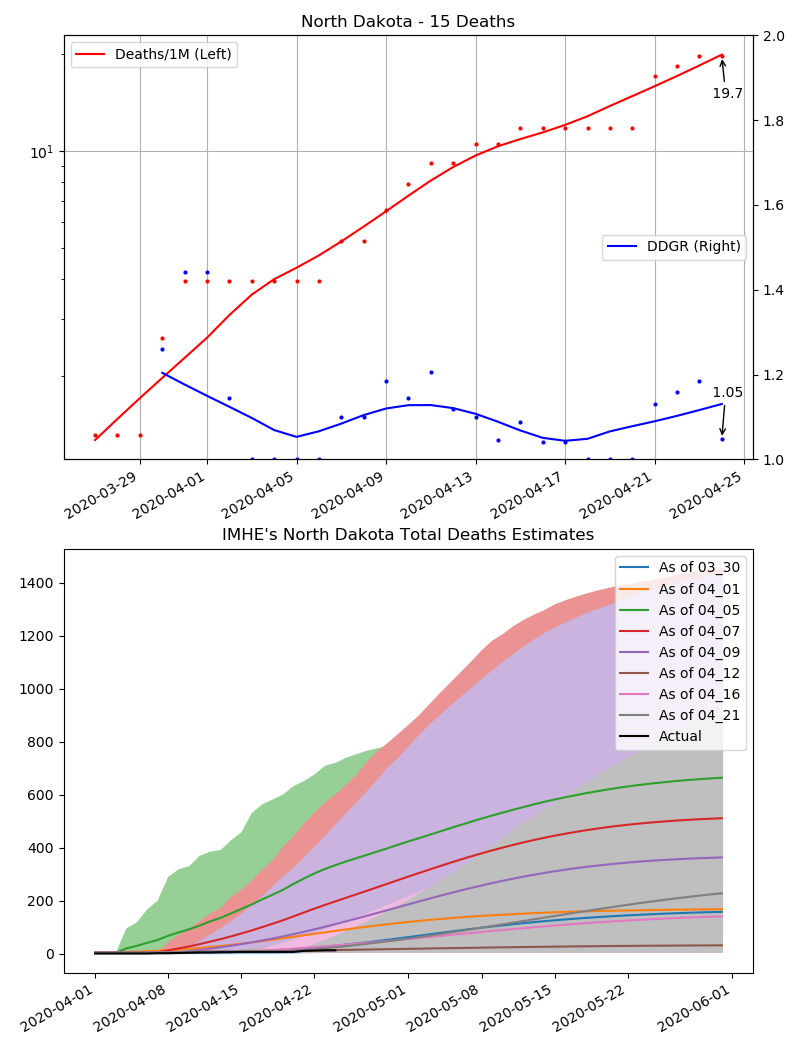 North Dakota - 15 Deaths
Deaths/1M (Left)
2.0
19.7
1.8
10¹
1.6
DDGR (Right)
1.4
1.2
1.05
1.0
2020-03-29
2020-04-01
2020-04-05
2020-04-09
2020-04-13
2020-04-17
2020-04-21
2020-04-25
IMHE's North Dakota Total Deaths Estimates
As of 03_30
As of 04_01
As of 04_05
As of 04_07
As of 04_09
As of 04_12
As of 04_16
As of 04_21
Actual
1400
1200
1000
800
600
400
200
0
2020-04-01
2020-04-08
2020-04-15
2020-04-22
2020-05-01
2020-05-08
2020-05-15
2020-05-22
2020-06-01